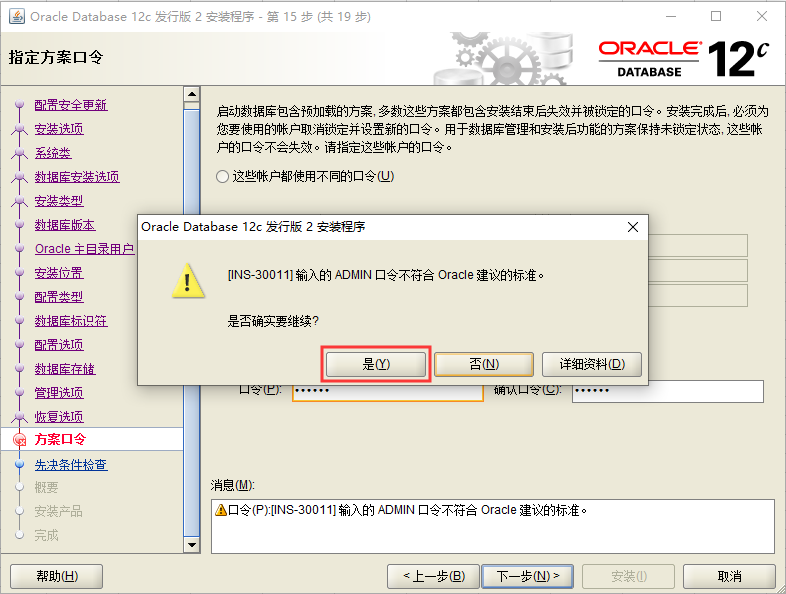 Oracle Database 12c 发行版 2 安装程序 - 第 15 步 (共 19 步)
指定方案口令
ORACLE
DATABASE
12c
配置安全更新
安装选项
系统类
数据库安装选项
安装类型
数据库版本
Oracle 主目录用户
安装位置
配置类型
数据库标识符
配置选项
数据库存储
管理选项
恢复选项
方案口令
先决条件检查
概要
安装产品
完成
启动数据库包含预加载的方案, 多数这些方案都包含安装结束后失效并被锁定的口令。安装完成后, 必须为
您要使用的帐户取消锁定并设置新的口令。用于数据库管理和安装后功能的方案保持未锁定状态, 这些帐
户的口令不会失效。请指定这些帐户的口令。
这些帐户都使用不同的口令(U)
Oracle Database 12c 发行版 2 安装程序
[INS-30011] 输入的 ADMIN 口令不符合 Oracle 建议的标准。
是否确实要继续?
是(Y)
否(N)
详细资料(D)
口令(P):
••••••
确认口令(C):
••••••
消息(M):
口令(P):[INS-30011] 输入的 ADMIN 口令不符合 Oracle 建议的标准。
帮助(H)
< 上一步(B)
下一步(N) >
安装(I)
取消